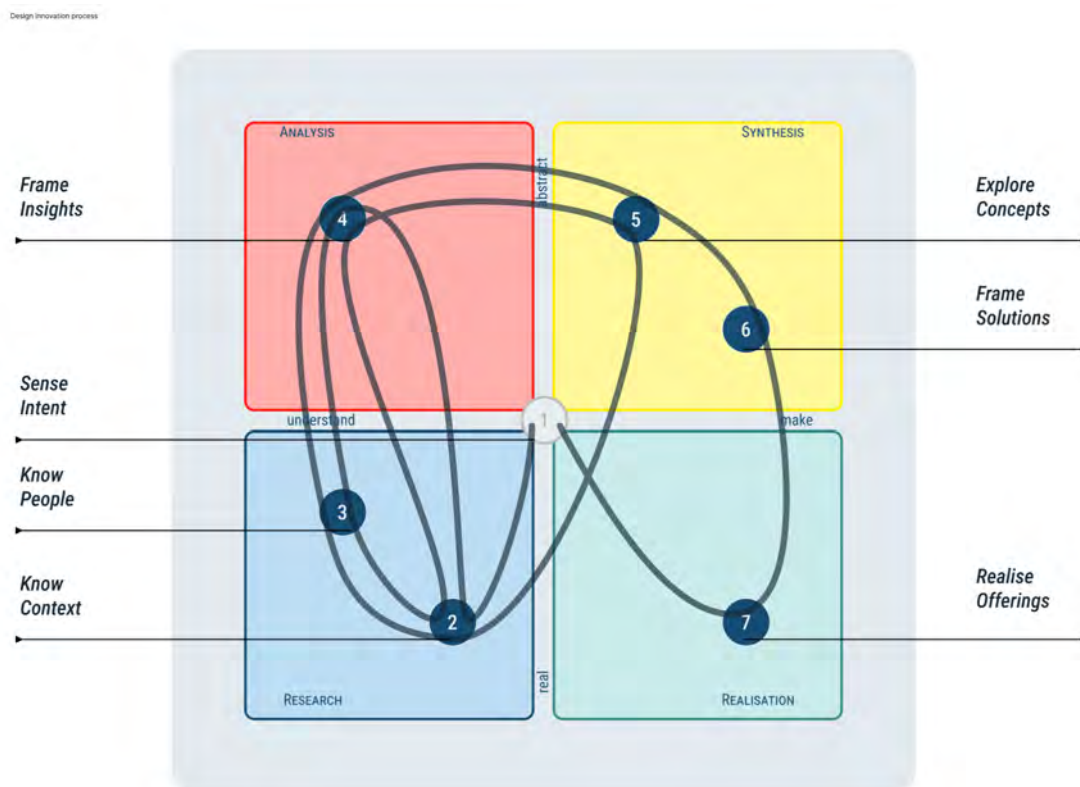 Design Innovation process
ANALYSIS
SYNTHESIS
abstract
Frame
Insights
4
5
Explore
Concepts
6
Frame
Solutions
Sense
Intent
1
understand
make
Know
People
3
Know
Context
2
7
Realise
Offerings
real
RESEARCH
REALISATION